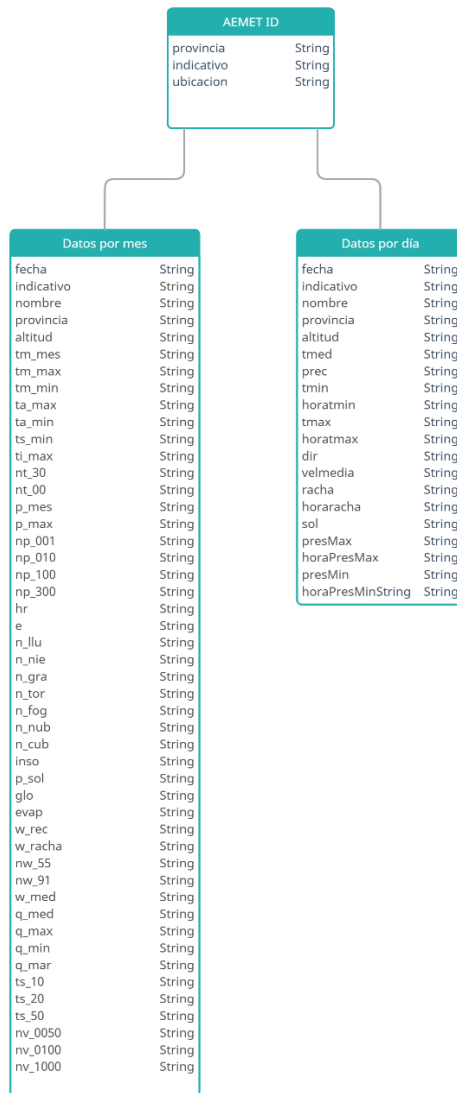 AEMET ID
provincia String
indicativo String
ubicacion String
Datos por mes
fecha String
indicativo String
nombre String
provincia String
altitud String
tm_mes String
tm_max String
tm_min String
ta_max String
ta_min String
ts_min String
ti_max String
nt_30 String
nt_00 String
p_mes String
p_max String
np_001 String
np_010 String
np_100 String
np_300 String
hr String
e String
n_llu String
n_nie String
n_gra String
n_tor String
n_fog String
n_nub String
n_cub String
inso String
p_sol String
glo String
evap String
w_rec String
w_racha String
nw_55 String
nw_91 String
w_med String
q_med String
q_max String
q_min String
q_mar String
ts_10 String
ts_20 String
ts_50 String
nv_0050 String
nv_0100 String
nv_1000 String
Datos por día
fecha String
indicativo String
nombre String
provincia String
altitud String
tmed String
prec String
tmin String
horatmin String
tmax String
horatmax String
dir String
velmedia String
racha String
horaracha String
sol String
presMax String
horaPresMax String
presMin String
horaPresMinString String